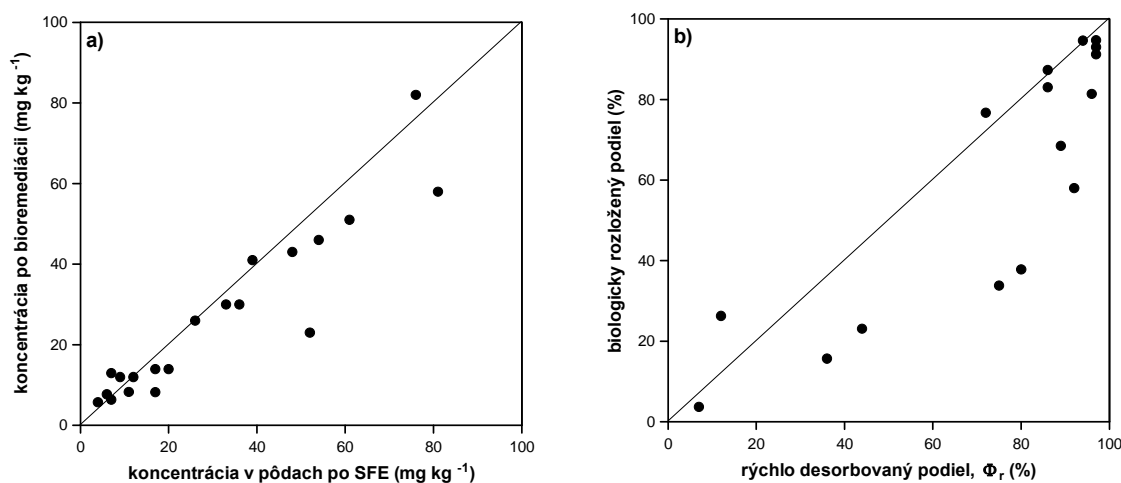 a)
koncentrácia po bioremediácii (mg kg -1)
100
80
60
40
20
0
0 20 40 60 80 100
koncentrácia v pôdach po SFE (mg kg -1)
b)
biologicky rozložený podiel (%)
100
80
60
40
20
0
0 20 40 60 80 100
rýchlo desorbovaný podiel, Φr (%)